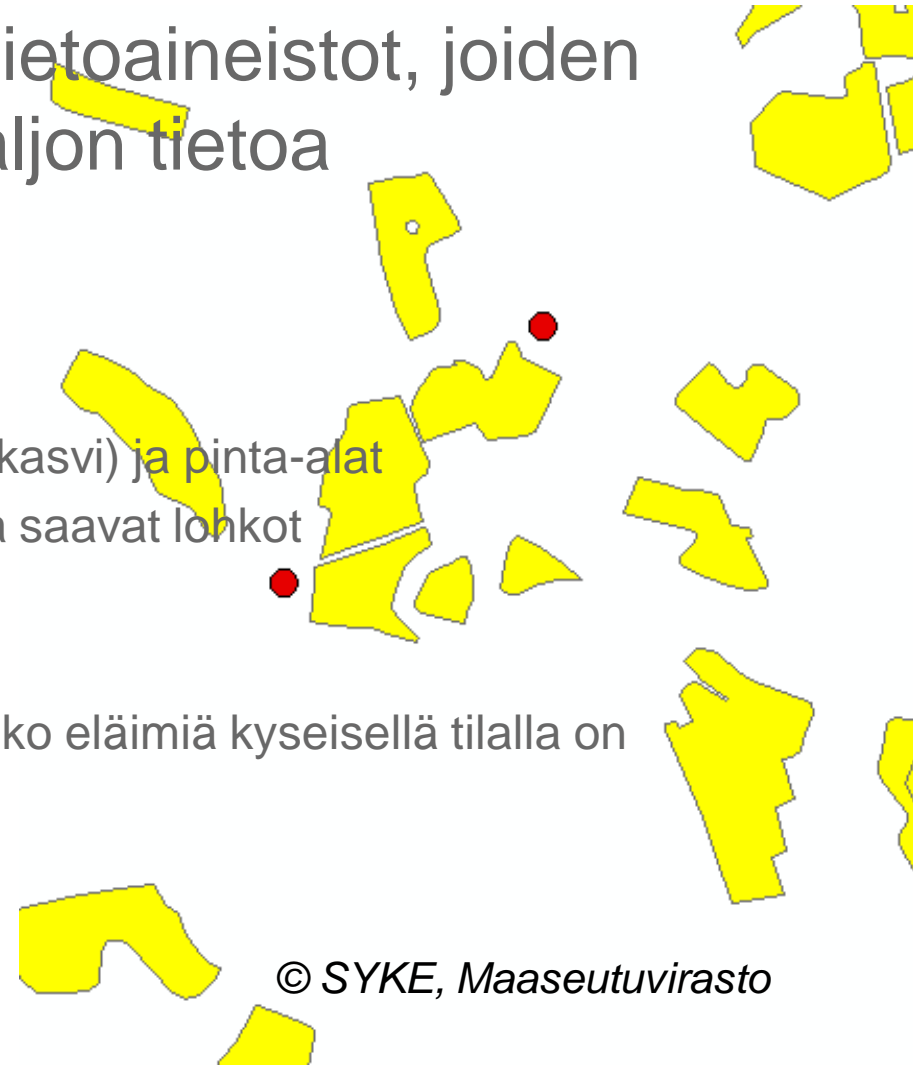 ietoaineistot, joiden
aljon tietoa
kasvi) ja pinta-alat
a saavat lohkot
ko eläimiä kyseisellä tilalla on
© SYKE, Maaseutuvirasto